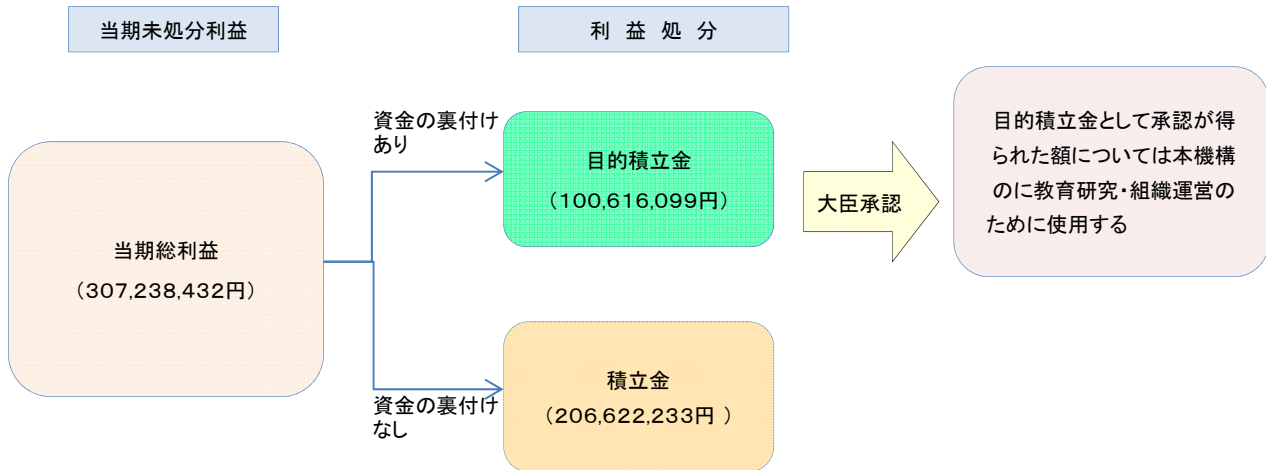 当期未処分利益
利 益 処 分
資金の裏付け
あり
目的積立金
（100,616,099円）
大臣承認
目的積立金として承認が得
られた額については本機構
のに教育研究・組織運営の
ために使用する
当期総利益
（307,238,432円）
積立金
（206,622,233円 ）
資金の裏付け
なし